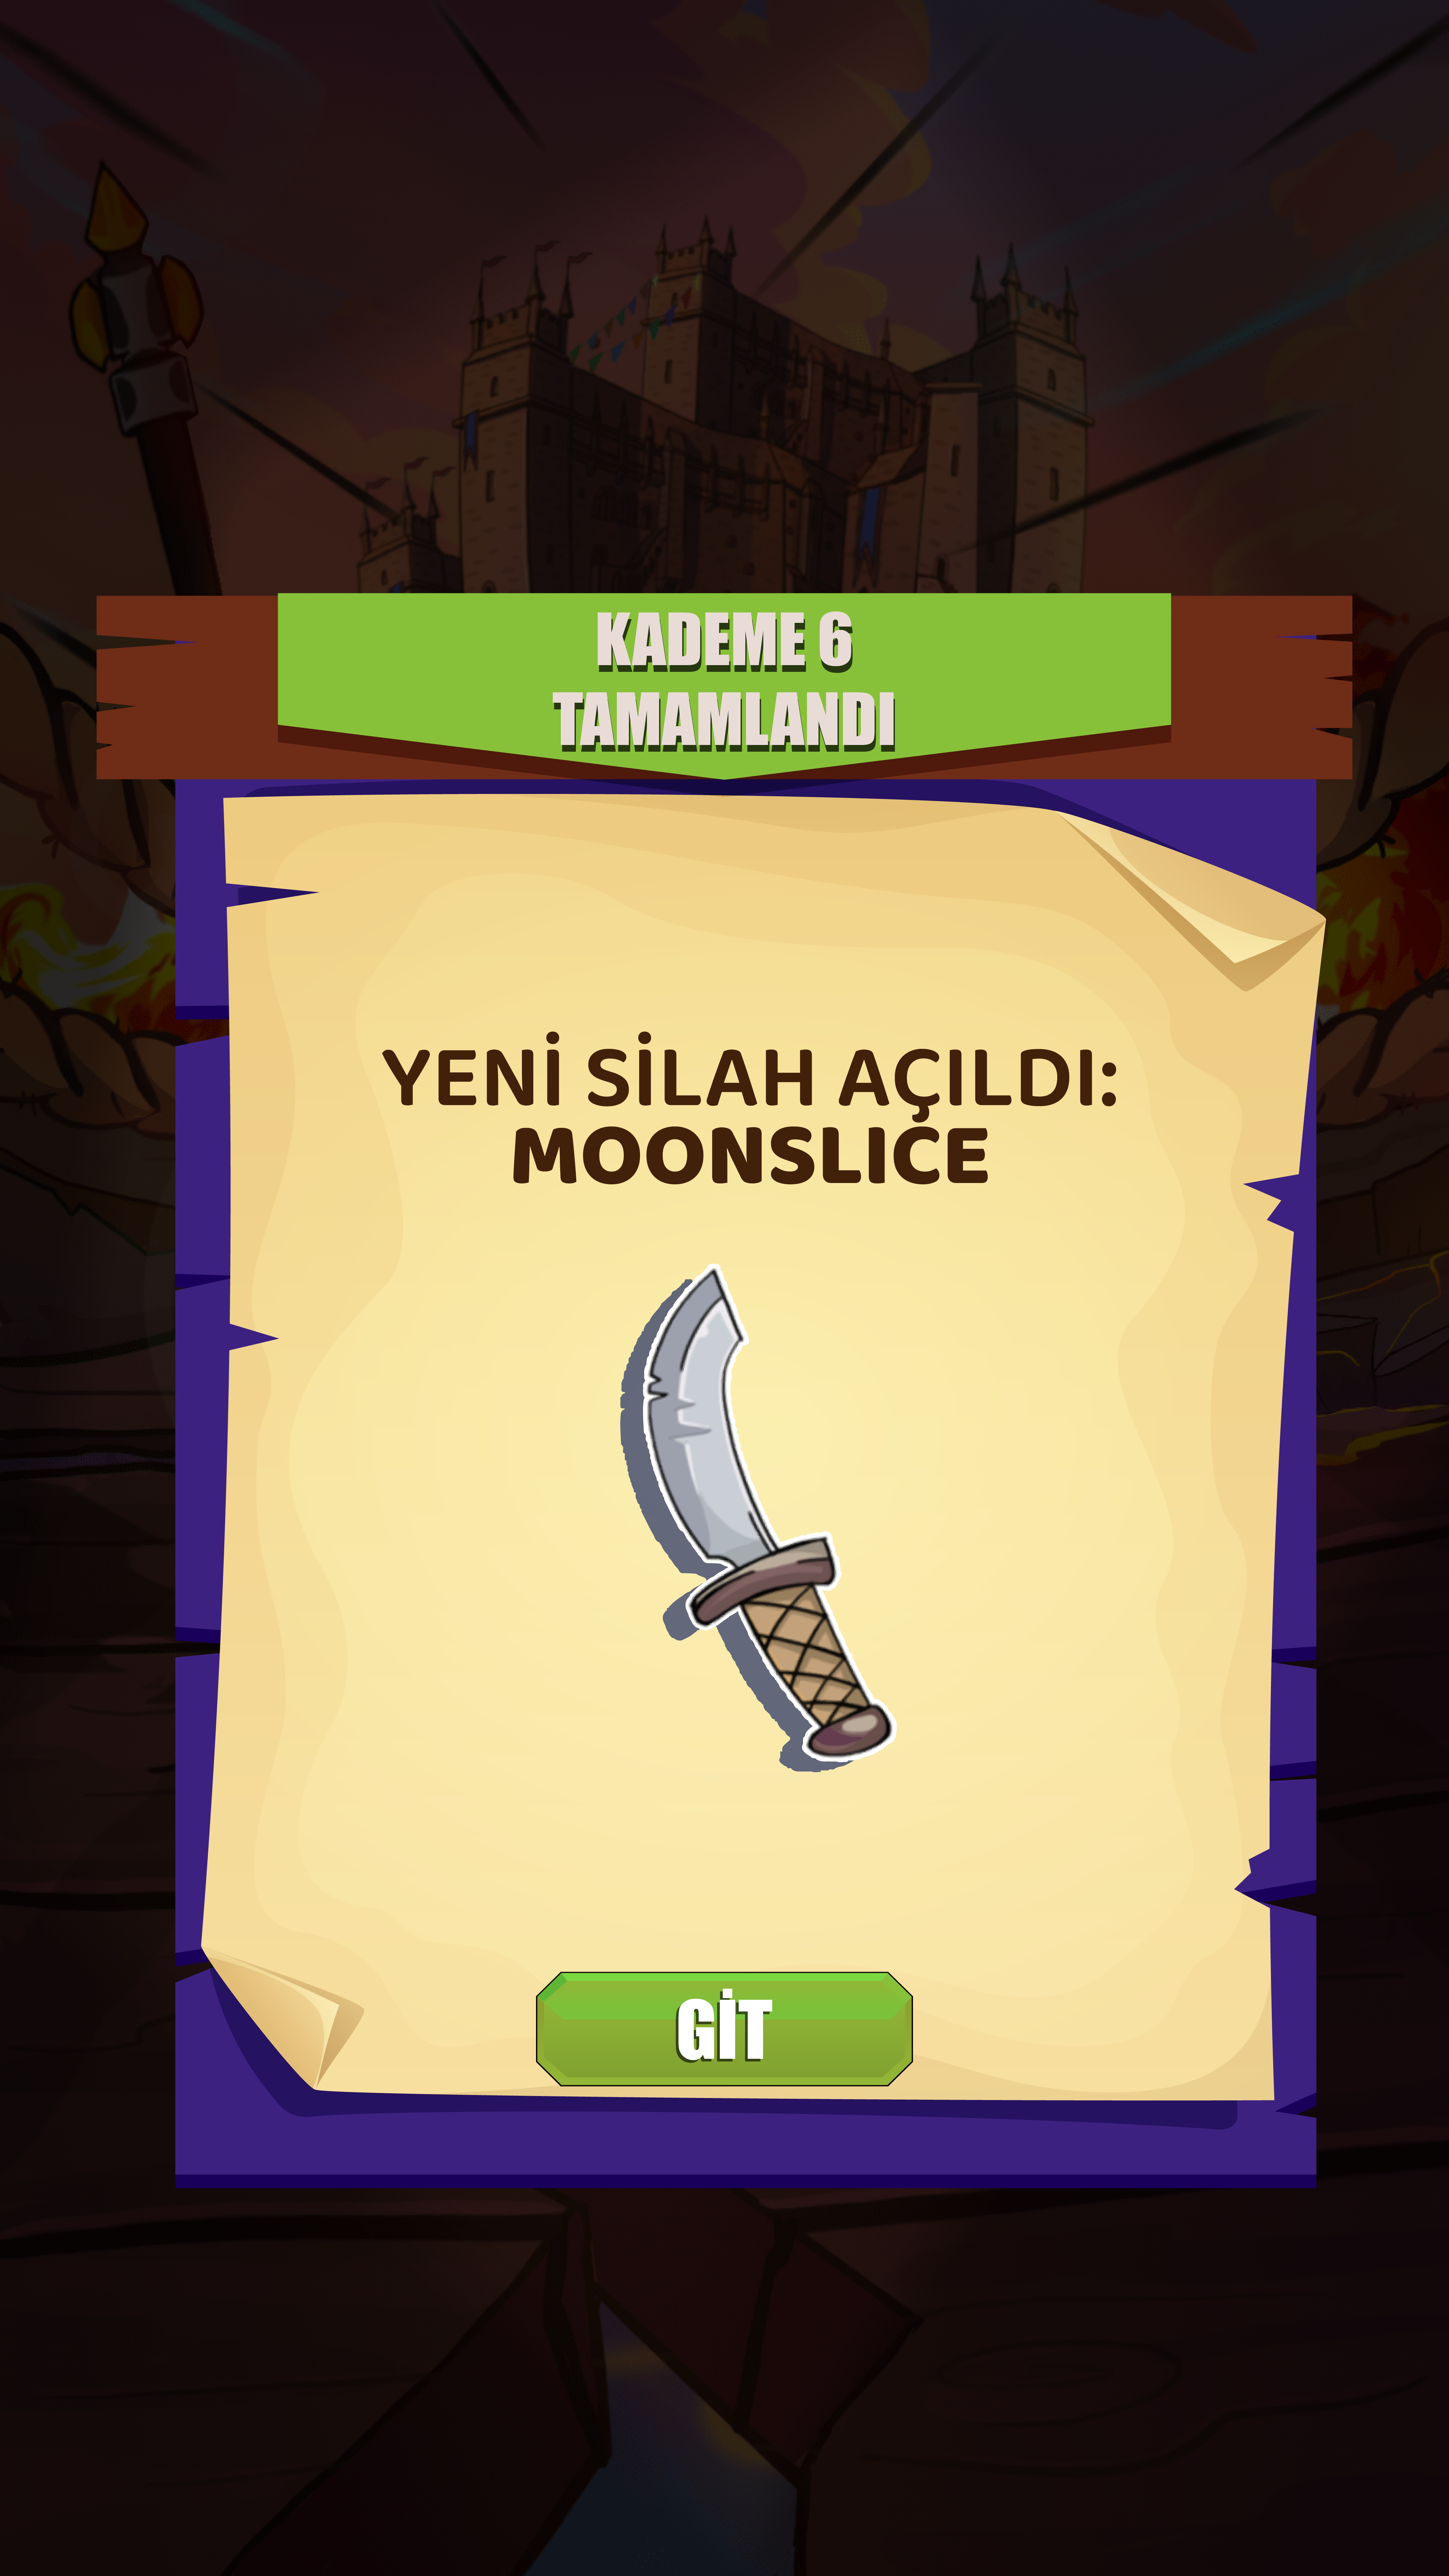 KADEME 6
TAMAMLANDI
YENİ SİLAH AÇILDI:
MOONSLICE
GİT